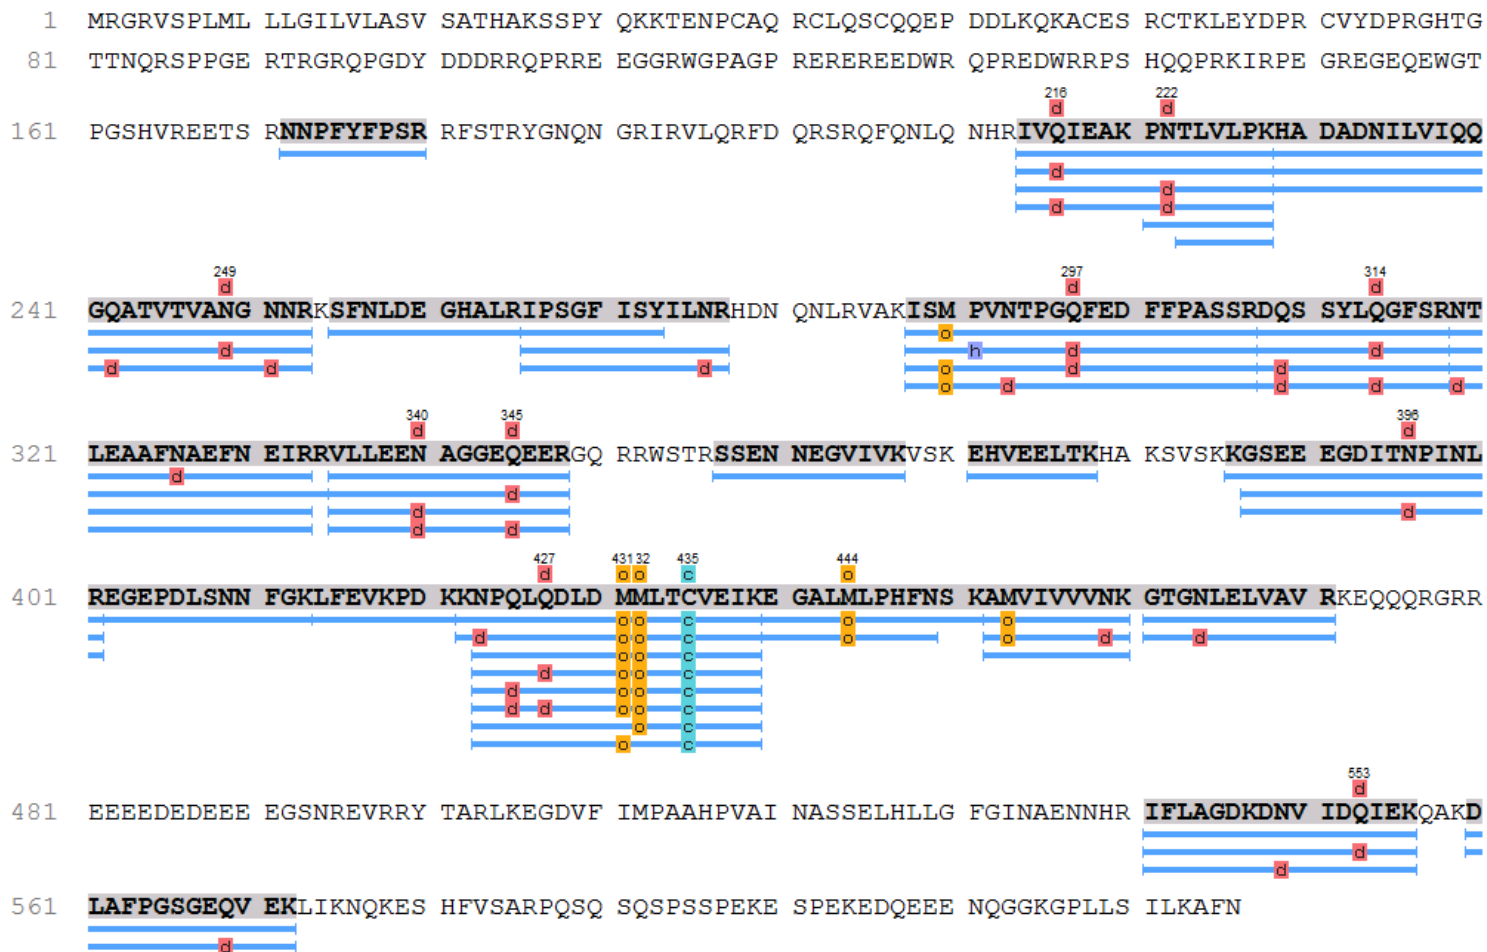 1 MRGRVSPLML LLGILVLASV SATHAKSSPY QKKTENPCAQ RCLQSCQQEP DDLKQKACES RCTKLEYDPR CVYDPRGHTG
81 TTNQRSPPGE RTRGRQPGDY DDDRRQPRRE EGGRWGPAGP REREREEDWR QPREDWRRPS HQQPRKIRPE GREGEQEWGT
216 222
d d
161 PGSHVREETS RNNPFYFPSR RFSTRYGNQN GRIRVLQRFD QRSRQFQNLQ NHRIVQIEAK PNTLVLPKHA DADNILVIQQ
d
d
d d
249 297 314
d d d
241 GQATVTVANG NNRKSFNLDE GHALRIPSGF ISYILNRHDN QNLRVAKISM PVNTPGQFED FFPASSRDQS SYLQGFSRNT
o
d h d d
d d d o d d
o d d d d
340 345 396
d d d
321 LEAAFNAEFN EIRRVLLEEN AGGEQEERGQ RRWSTRSSEN NEGVIVKVSK EHVEELTKHA KSVSKKGSEE EGDITNPINL
d
d
d d
d d
427 431 32 435 444
d o o c o
401 REGEPDLSNN FGKLFEVKPD KKNPQLQDLD MMLTCVEIKE GALMLPHFNS KAMVIVVVNK GTGNLELVAV RKEQQQRGRR
o o c o
d o o c o o d d
o o c
d o o c
d o o c
d d o o c
o c
o c
553
d
481 EEEEDEDEEE EGSNREVRRY TARLKEGDVF IMPAAHPVAI NASSELHLLG FGINAENNHR IFLAGDKDNV IDQIEKQAKD
d
d
561 LAFPGSGEQV EKLIKNQKES HFVSARPQSQ SQSPSSPEKE SPEKEDQEEE NQGGKGPLLS ILKAFN
d